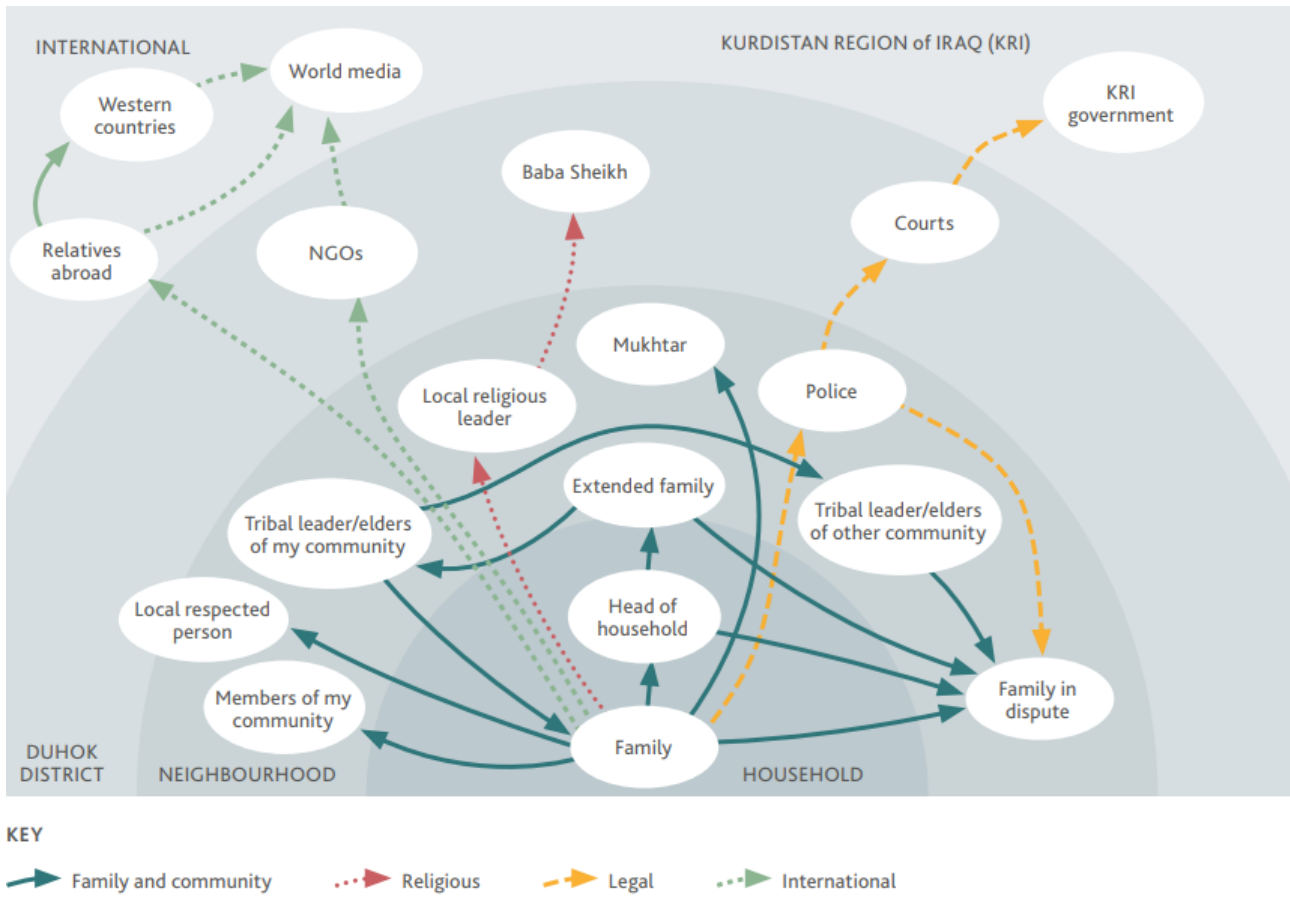 INTERNATIONAL
KURDISTAN REGION of IRAQ (KRI)
World media
Western
countries
KRI
government
Baba Sheikh
Courts
Relatives
abroad
NGOs
Mukhtar
Police
Local religious
leader
Extended family
Tribal leader/elders
of my community
Tribal leader/elders
of other community
Local respected
person
Head of
household
Members of my
community
Family in
dispute
Family
DUHOK
DISTRICT
NEIGHBOURHOOD
HOUSEHOLD
KEY
Family and community
Religious
Legal
International